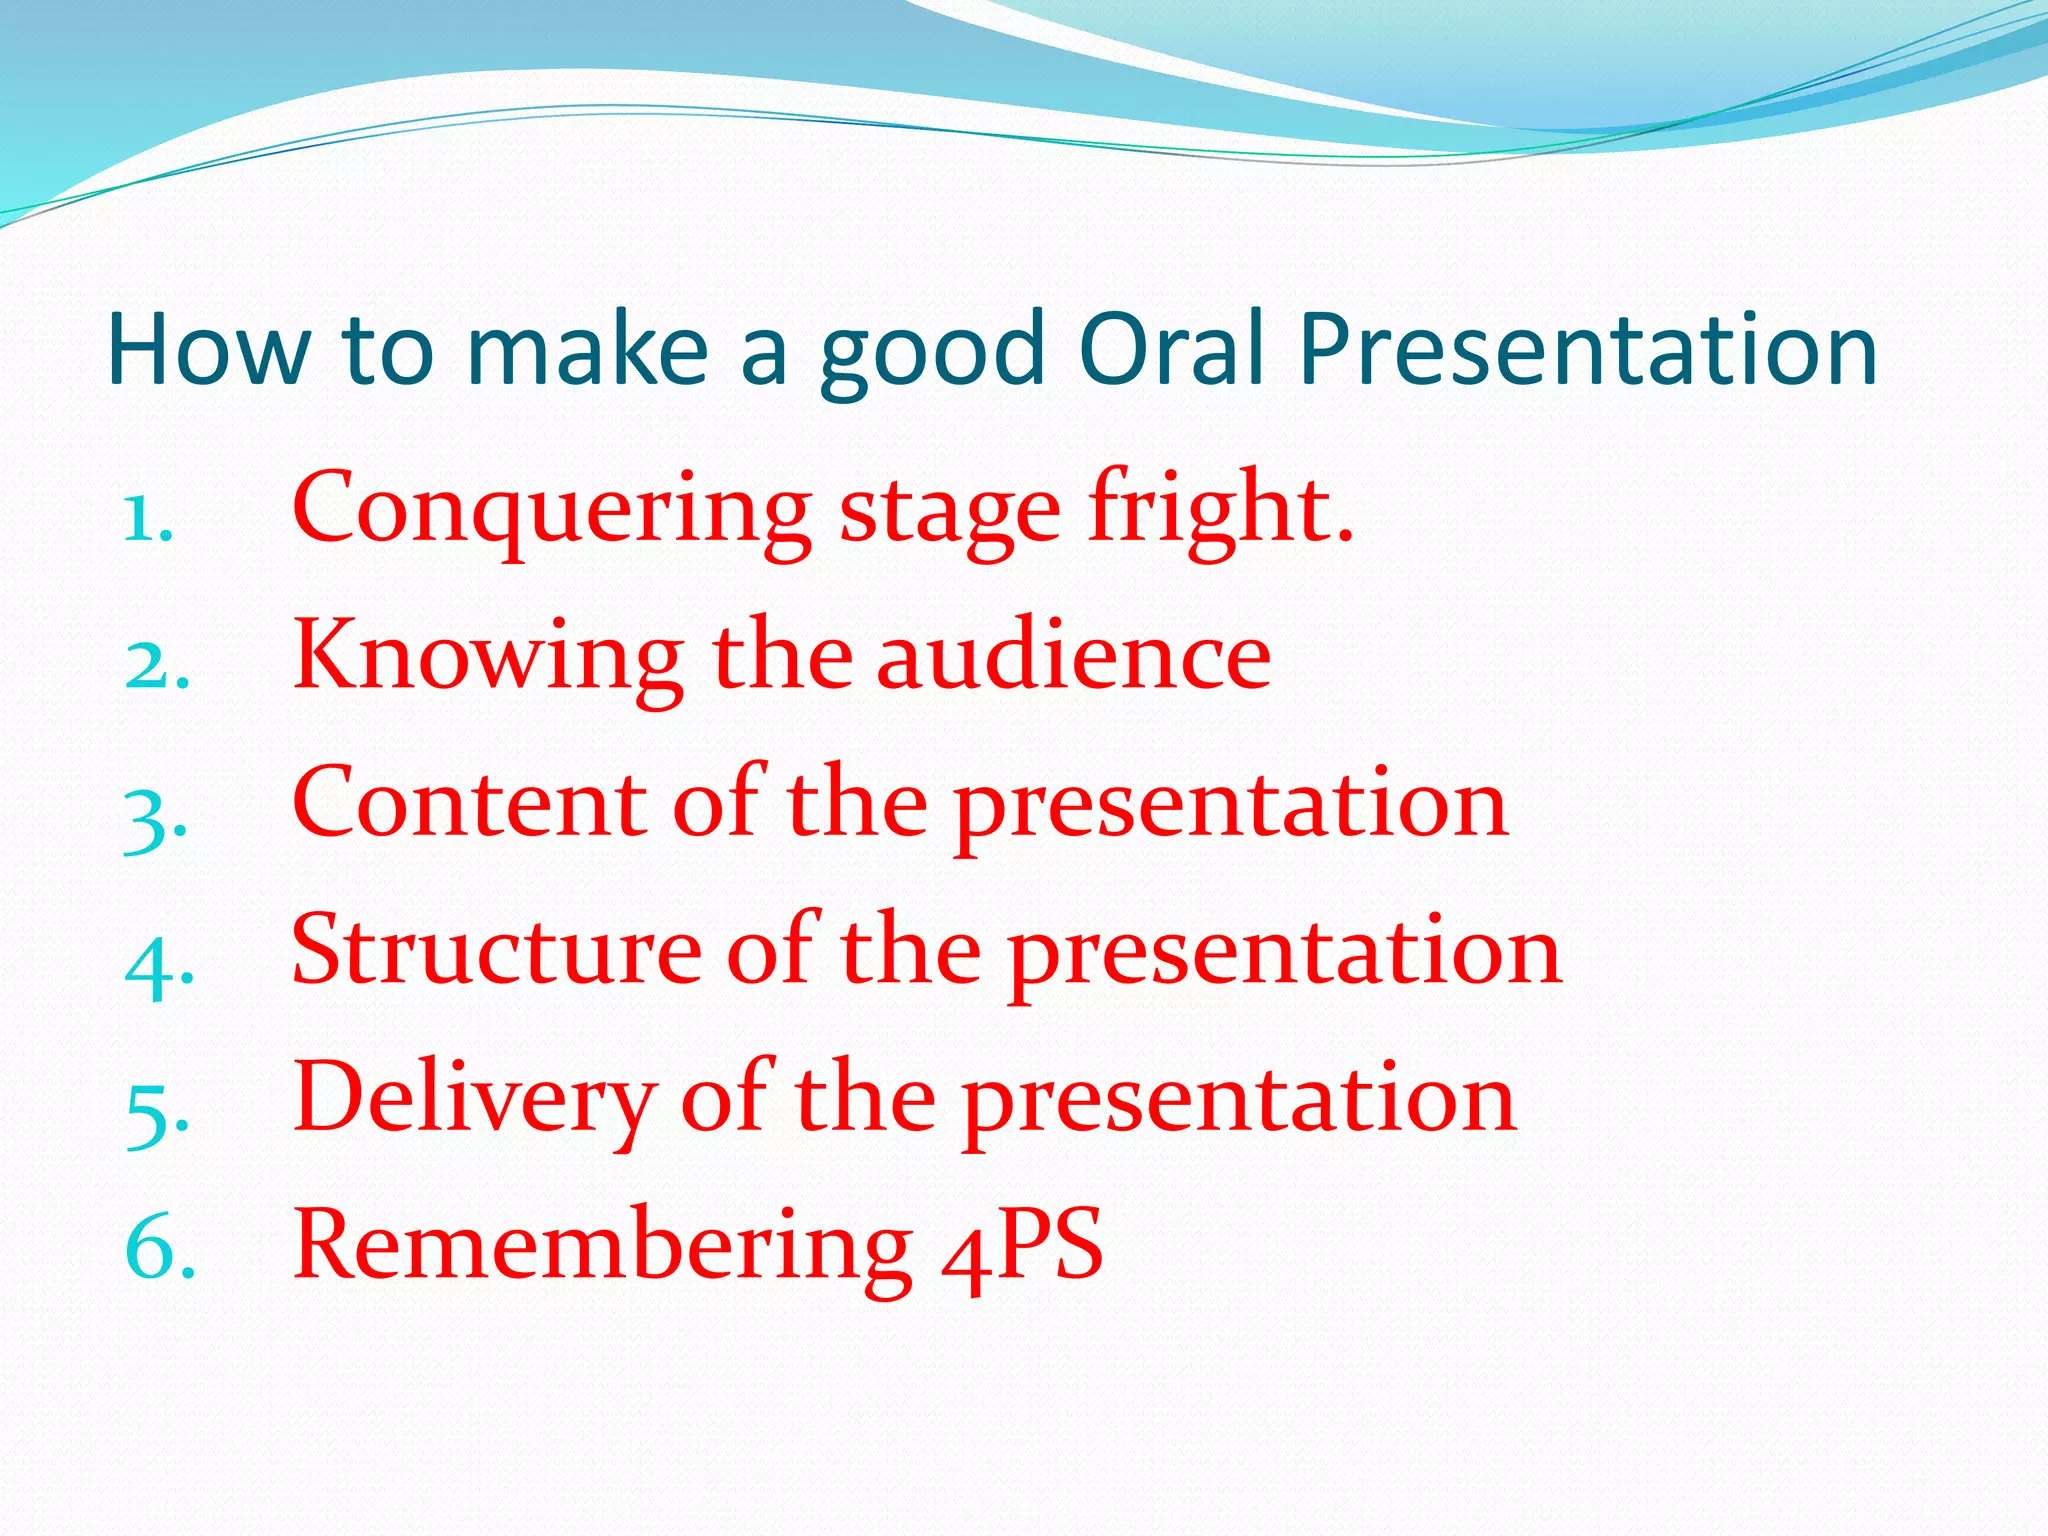 How to make a good Oral Presentation
1. Conquering stage fright.
2. Knowing the audience
3. Content of the presentation
4. Structure of the presentation
5. Delivery of the presentation
6. Remembering 4PS